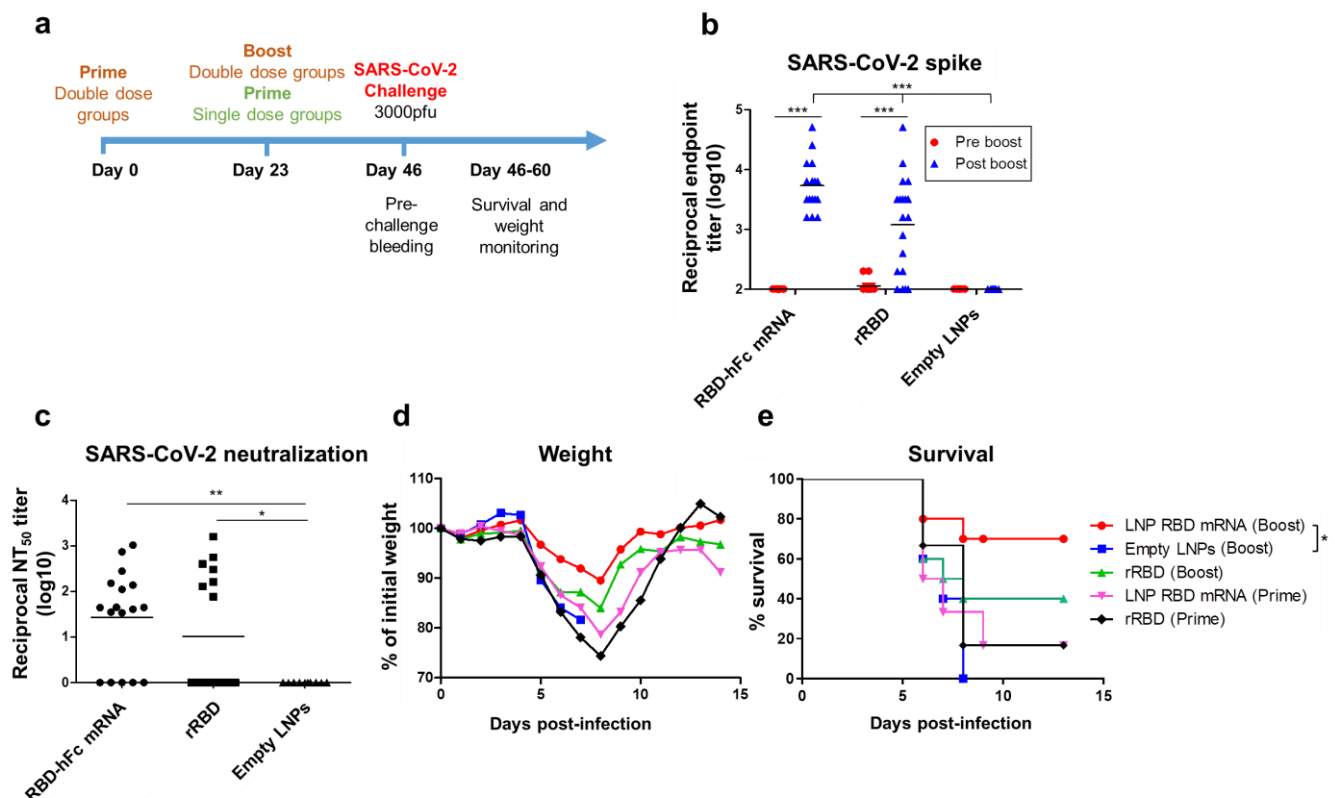 a
Prime
Double dose
groups
Boost
Double dose groups
Prime
Single dose groups
SARS-CoV-2
Challenge
3000pfu
Day 0
Day 23
Day 46
Day 46-60
Pre-
challenge
bleeding
Survival and
weight
monitoring
b
SARS-CoV-2 spike
***
***
***
Reciprocal endpoint
titer (log10)
5
4
3
2
Pre boost
Post boost
RBD-hFc mRNA
rRBD
Empty LNPs
c
SARS-CoV-2 neutralization
**
*
Reciprocal NT50 titer
(log10)
4
3
2
1
0
RBD-hFc mRNA
rRBD
Empty LNPs
d
Weight
% of initial weight
110
100
90
80
70
0 5 10 15
Days post-infection
e
Survival
% survival
100
80
60
40
20
0
0 5 10 15
Days post-infection
LNP RBD mRNA (Boost)
Empty LNPs (Boost)
rRBD (Boost)
LNP RBD mRNA (Prime)
rRBD (Prime)
*